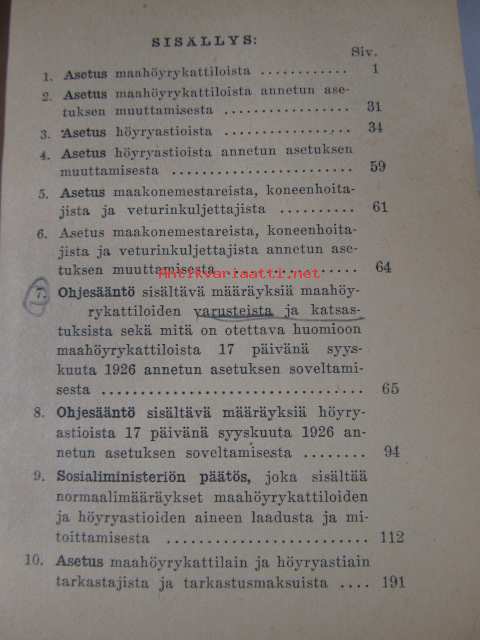 SISÄLLYS:
Siv.
1. Asetus maahöyrykattiloista ............ 1
2. Asetus maahöyrykattiloista annetun ase-
tuksen muuttamisesta ................. 31
3. Asetus höyryastioista .................. 34
4. Asetus höyryastioista annetun asetuksen
muuttamisesta ........................ 59
5. Asetus maakonemestareista, koneenhoita-
jista ja veturinkuljettajista .......... 61
6. Asetus maakonemestareista, koneenhoita-
jista ja veturinkuljettajista annetun ase-
tuksen muuttamisesta ................. 64
Antikvariaatti.net
7. Ohjesääntö sisältävä määräyksiä maahöy-
rykattiloiden varusteista ja katsas-
tuksista sekä mitä on otettava huomioon
maahöyrykattiloista 17 päivänä syys-
kuuta 1926 annetun asetuksen soveltami-
sesta .................................. 65
8. Ohjesääntö sisältävä määräyksiä höyry-
astioista 17 päivänä syyskuuta 1926 an-
netun asetuksen soveltamisesta ........ 94
9. Sosialiministeriön päätös, joka sisältää
normaalimääräykset maahöyrykattiloiden
ja höyryastioiden aineen laadusta ja mi-
toittamisesta ......................... 112
10. Asetus maahöyrykattilain ja höyryastiain
tarkastajista ja tarkastusmaksuista .... 191